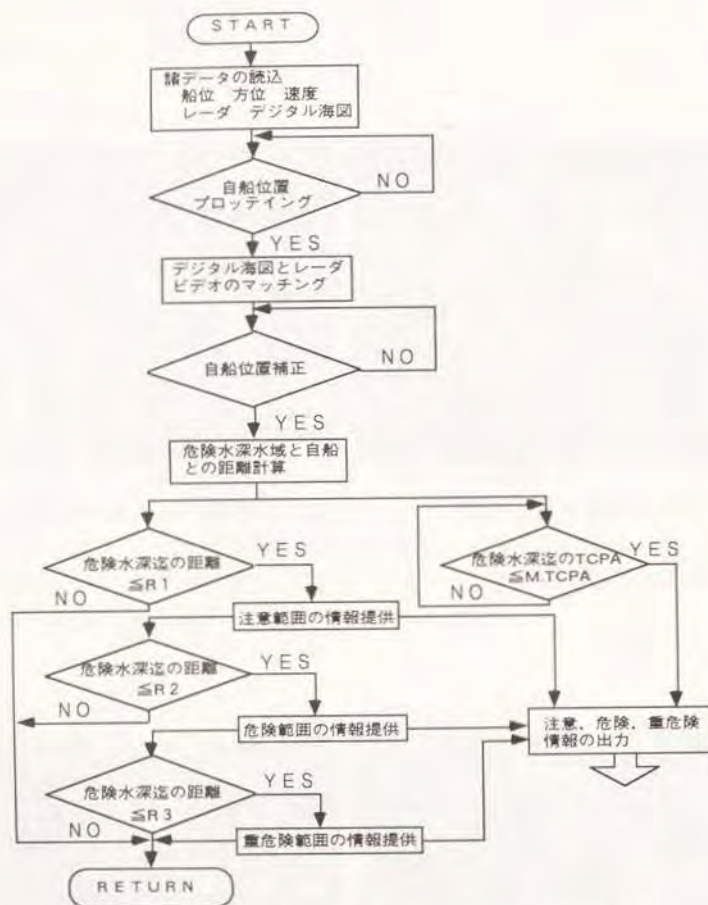 START
諸データの読込
船位 方位 速度
レーダ デジタル海図
自船位置
プロッテイング
NO
YES
デジタル海図とレーダ
ビデオのマッチング
自船位置補正
NO
YES
危険水深水域と自船
との距離計算
危険水深迄の距離
≦R1
YES
NO
危険水深迄のTCPA
≦M.TCPA
YES
NO
注意範囲の情報提供
危険水深迄の距離
≦R2
YES
NO
危険範囲の情報提供
注意、危険、重危険
情報の出力
危険水深迄の距離
≦R3
YES
NO
重危険範囲の情報提供
RETURN